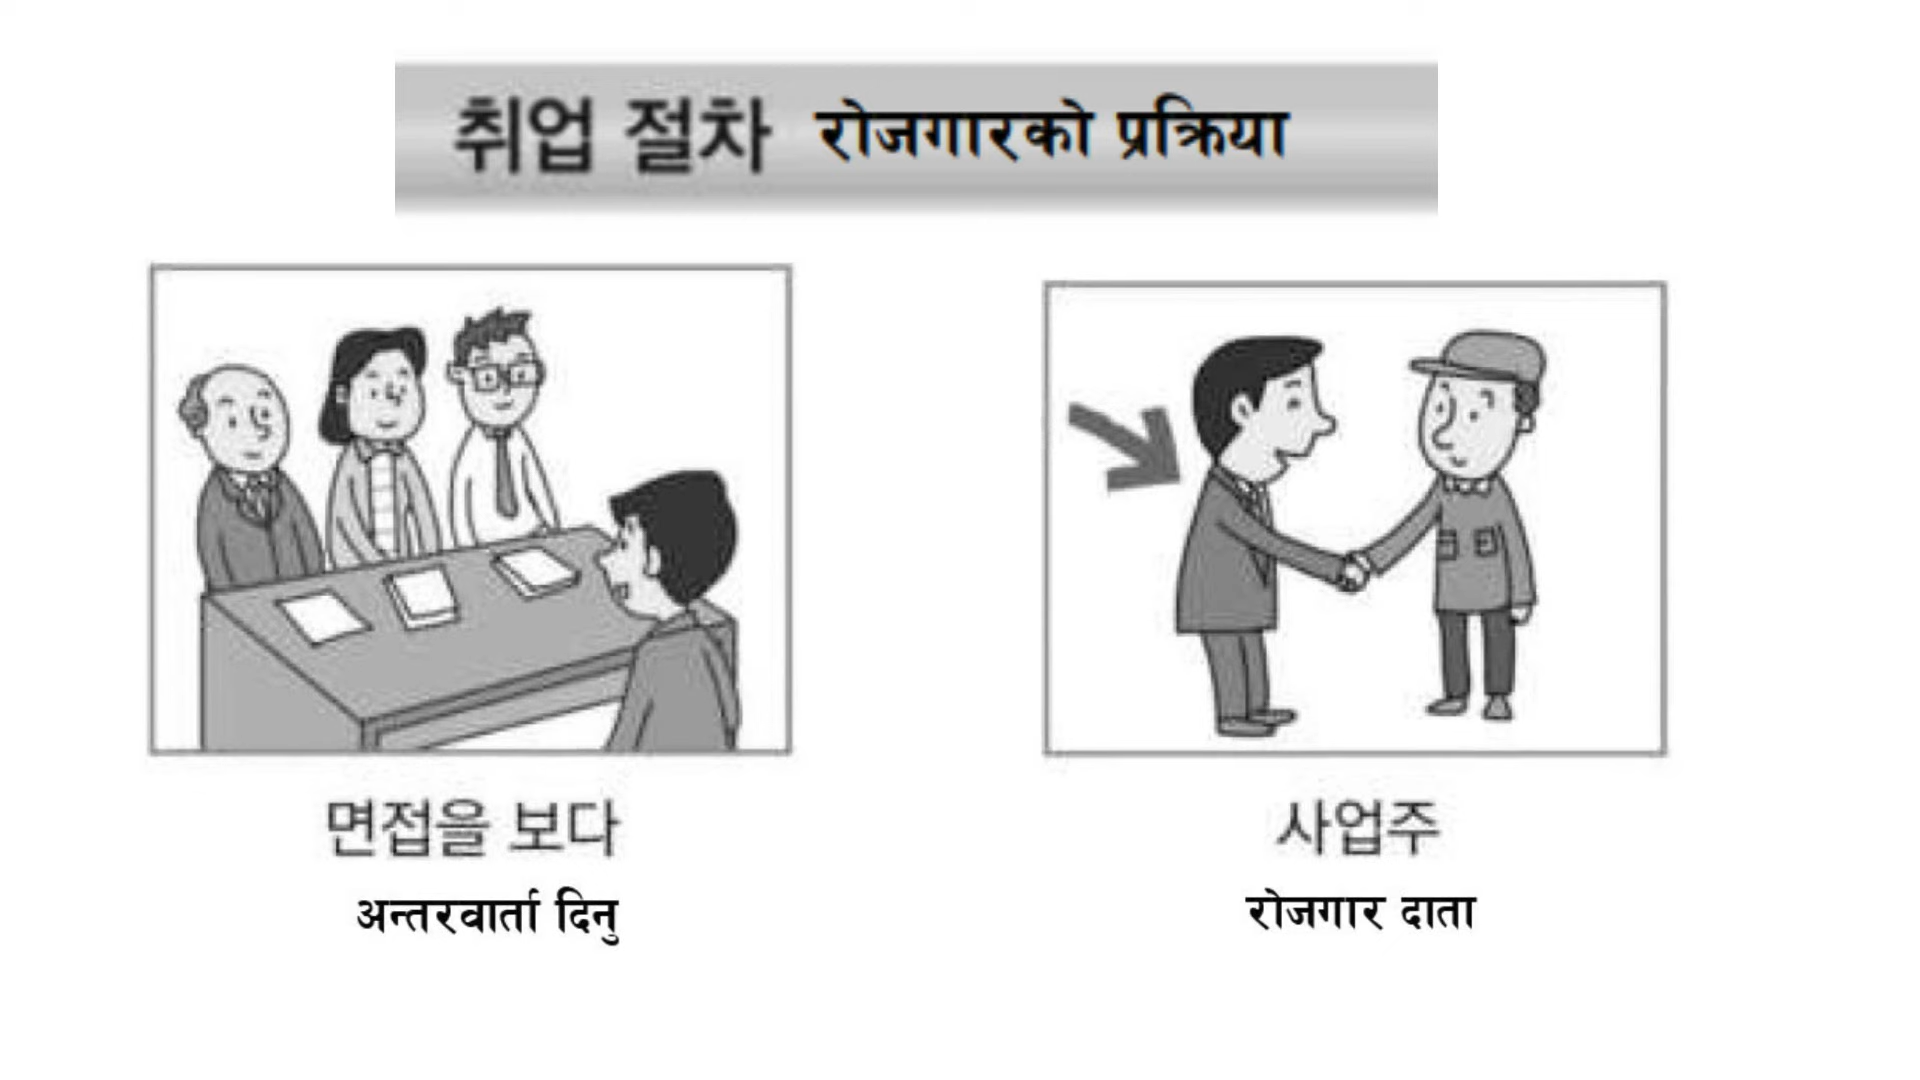 취업 절차 रोजगारको प्रक्रिया
면접을 보다
अन्तरवार्ता दिनु
사업주
रोजगार दाता